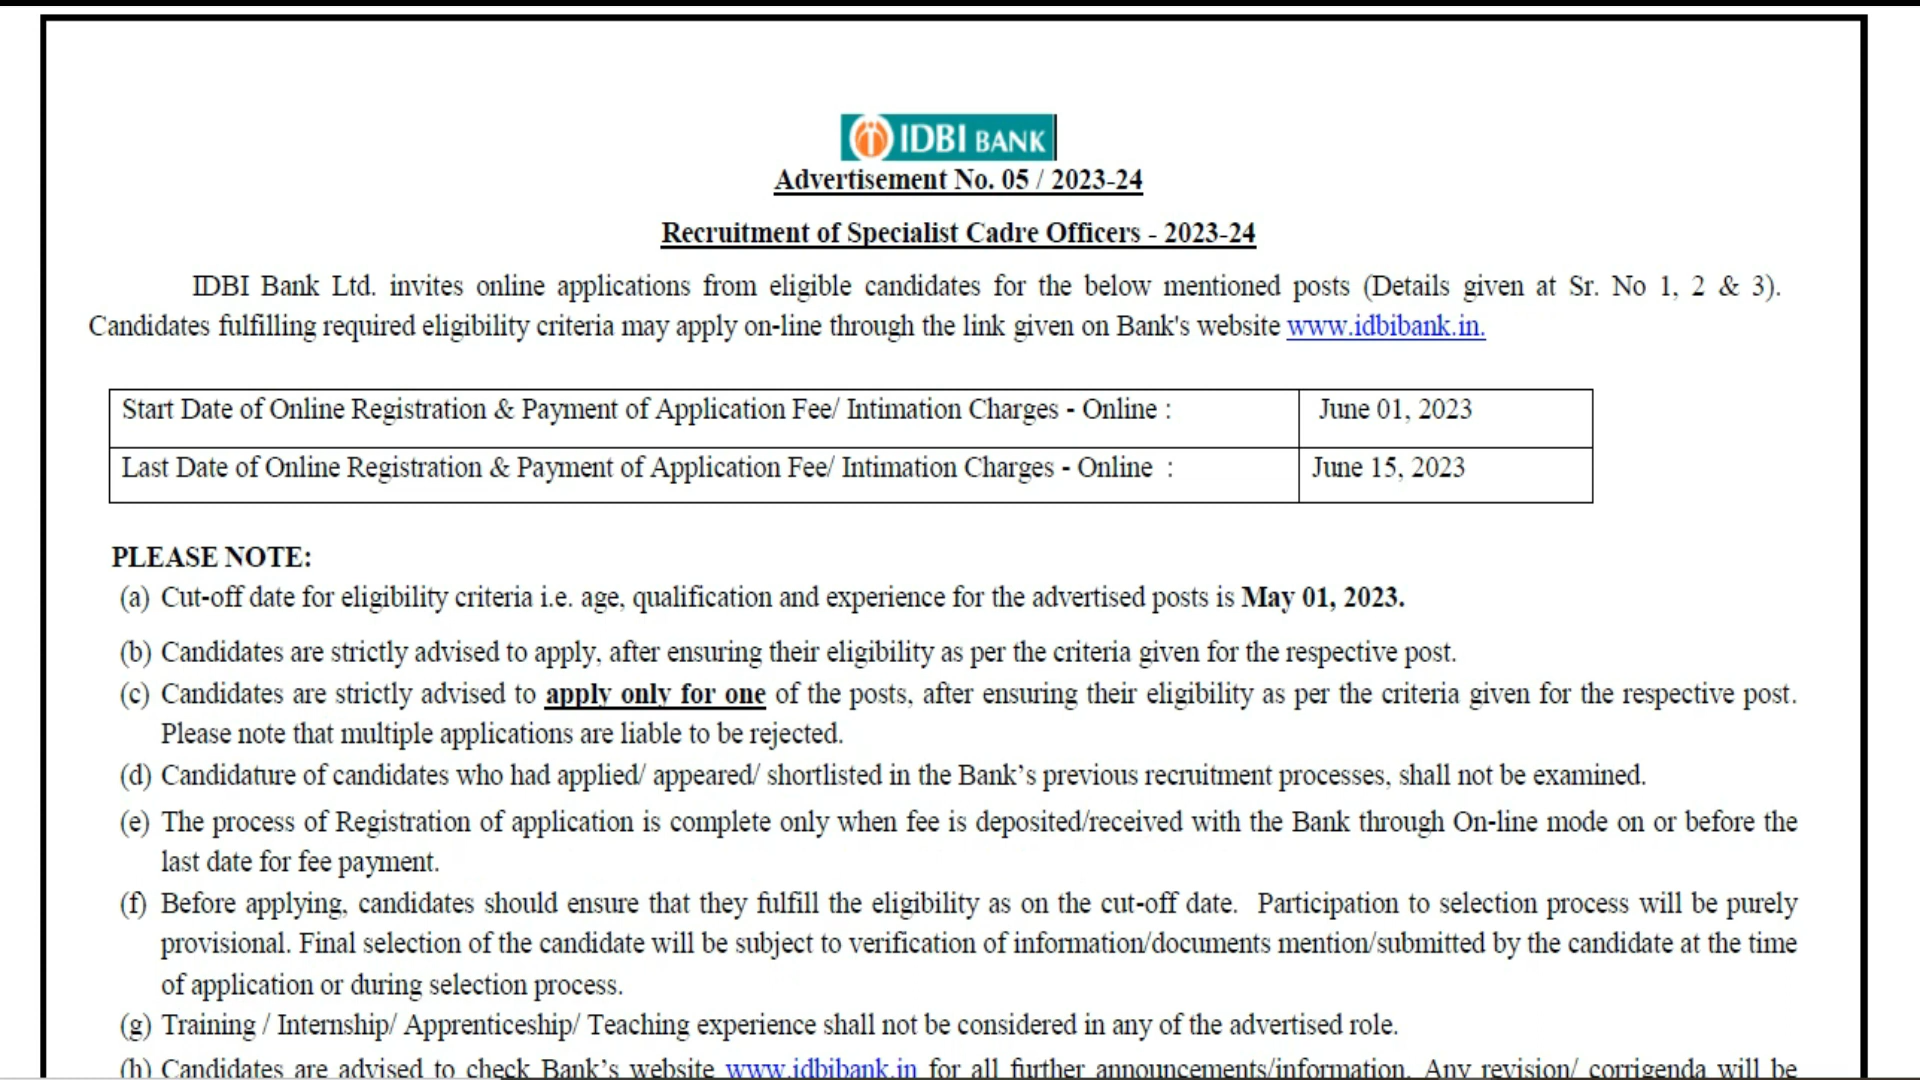 IDBI BANK
Advertisement No. 05 / 2023-24
Recruitment of Specialist Cadre Officers - 2023-24
IDBI Bank Ltd. invites online applications from eligible candidates for the below mentioned posts (Details given at Sr. No 1, 2 & 3).
Candidates fulfilling required eligibility criteria may apply on-line through the link given on Bank's website www.idbibank.in.
Start Date of Online Registration & Payment of Application Fee/ Intimation Charges - Online : June 01, 2023
Last Date of Online Registration & Payment of Application Fee/ Intimation Charges - Online : June 15, 2023
PLEASE NOTE:
(a) Cut-off date for eligibility criteria i.e. age, qualification and experience for the advertised posts is May 01, 2023.
(b) Candidates are strictly advised to apply, after ensuring their eligibility as per the criteria given for the respective post.
(c) Candidates are strictly advised to apply only for one of the posts, after ensuring their eligibility as per the criteria given for the respective post.
Please note that multiple applications are liable to be rejected.
(d) Candidature of candidates who had applied/ appeared/ shortlisted in the Bank’s previous recruitment processes, shall not be examined.
(e) The process of Registration of application is complete only when fee is deposited/received with the Bank through On-line mode on or before the
last date for fee payment.
(f) Before applying, candidates should ensure that they fulfill the eligibility as on the cut-off date. Participation to selection process will be purely
provisional. Final selection of the candidate will be subject to verification of information/documents mention/submitted by the candidate at the time
of application or during selection process.
(g) Training / Internship/ Apprenticeship/ Teaching experience shall not be considered in any of the advertised role.
(h) Candidates are advised to check Bank’s website www.idbibank.in for all further announcements/information. Any revision/ corrigenda will be